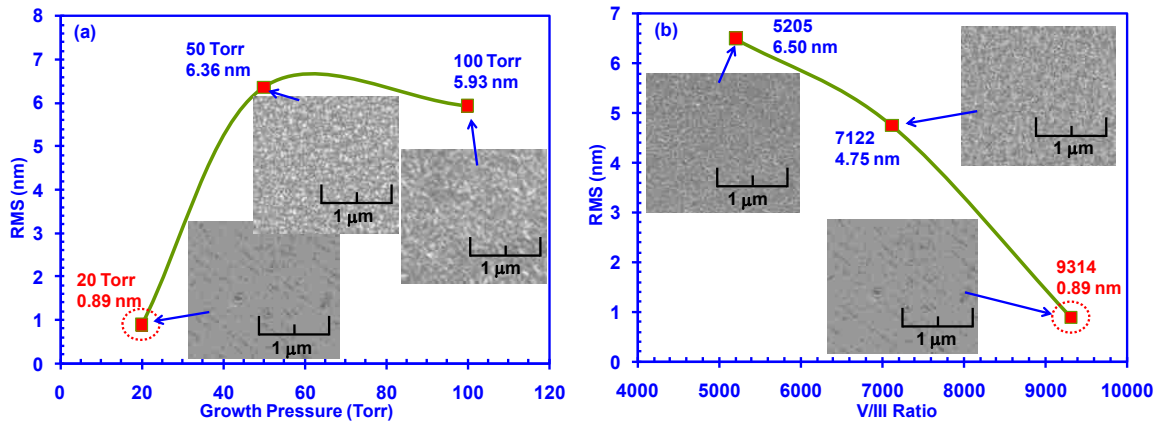 (a)
50 Torr
6.36 nm
100 Torr
5.93 nm
20 Torr
0.89 nm
1 μm
1 μm
1 μm
RMS (nm)
8
7
6
5
4
3
2
1
0
0 20 40 60 80 100 120
Growth Pressure (Torr)
(b)
5205
6.50 nm
7122
4.75 nm
9314
0.89 nm
1 μm
1 μm
1 μm
RMS (nm)
7
6
5
4
3
2
1
0
4000 5000 6000 7000 8000 9000 10000
V/III Ratio